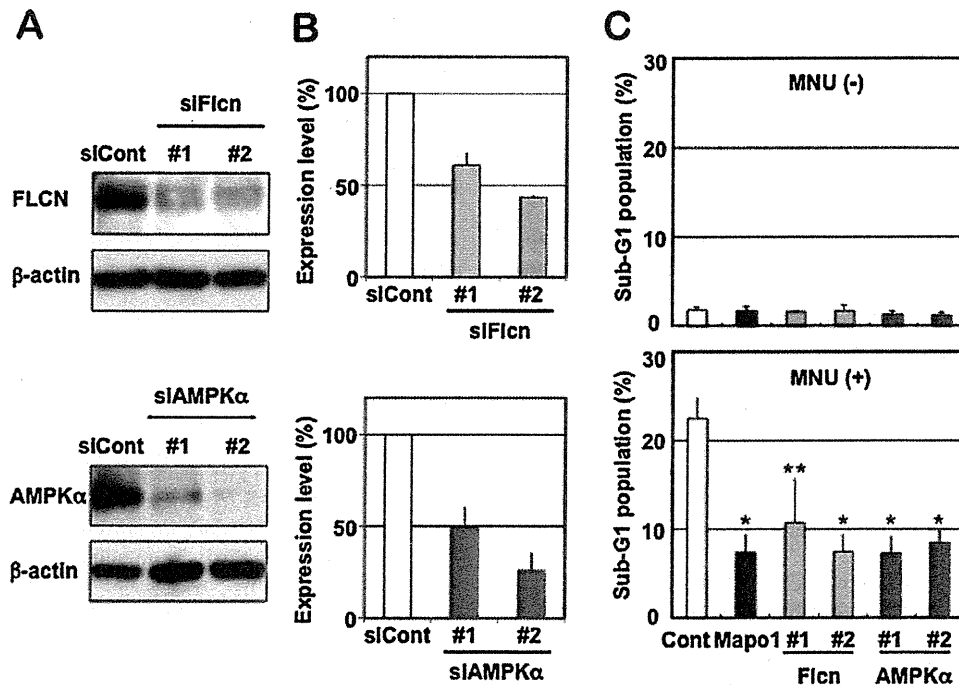 A
siFlcn
siCont #1 #2
FLCN
β-actin
siAMPKα
siCont #1 #2
AMPKα
β-actin
B
Expression level (%)
100
50
0
siCont #1 #2
siFlcn
Expression level (%)
100
50
0
siCont #1 #2
siAMPKα
C
Sub-G1 population (%)
30
20
10
0
MNU (-)
Sub-G1 population (%)
30
20
10
0
MNU (+)
* ** * * *
Cont Mapo1 #1 #2 #1 #2
Flcn AMPKα